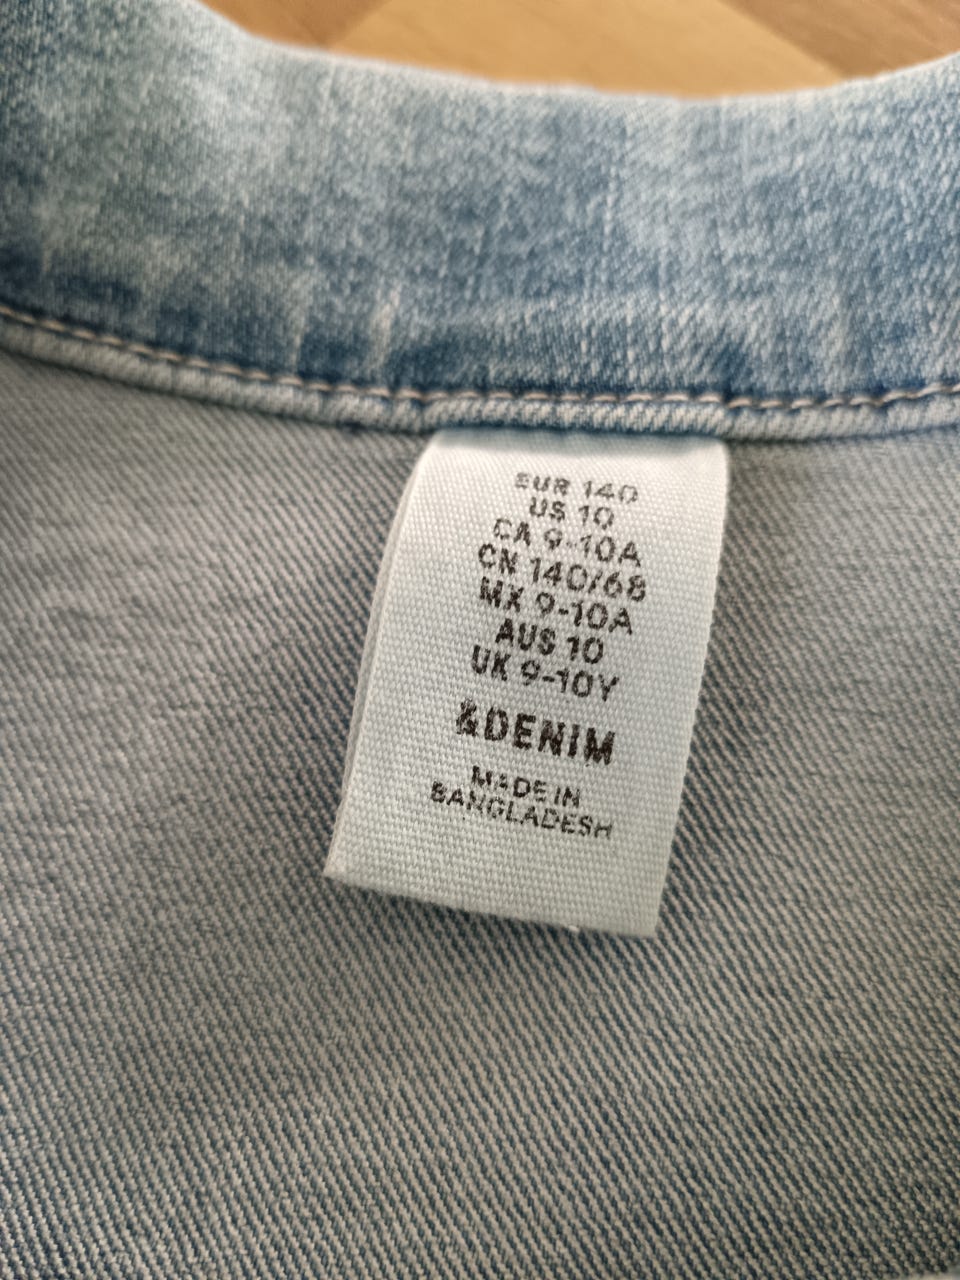 EUR 140
US 10
CA 9-10A
CN 140/68
MX 9-10A
AUS 10
UK 9-10Y
&DENIM
MADE IN
BANGLADESH